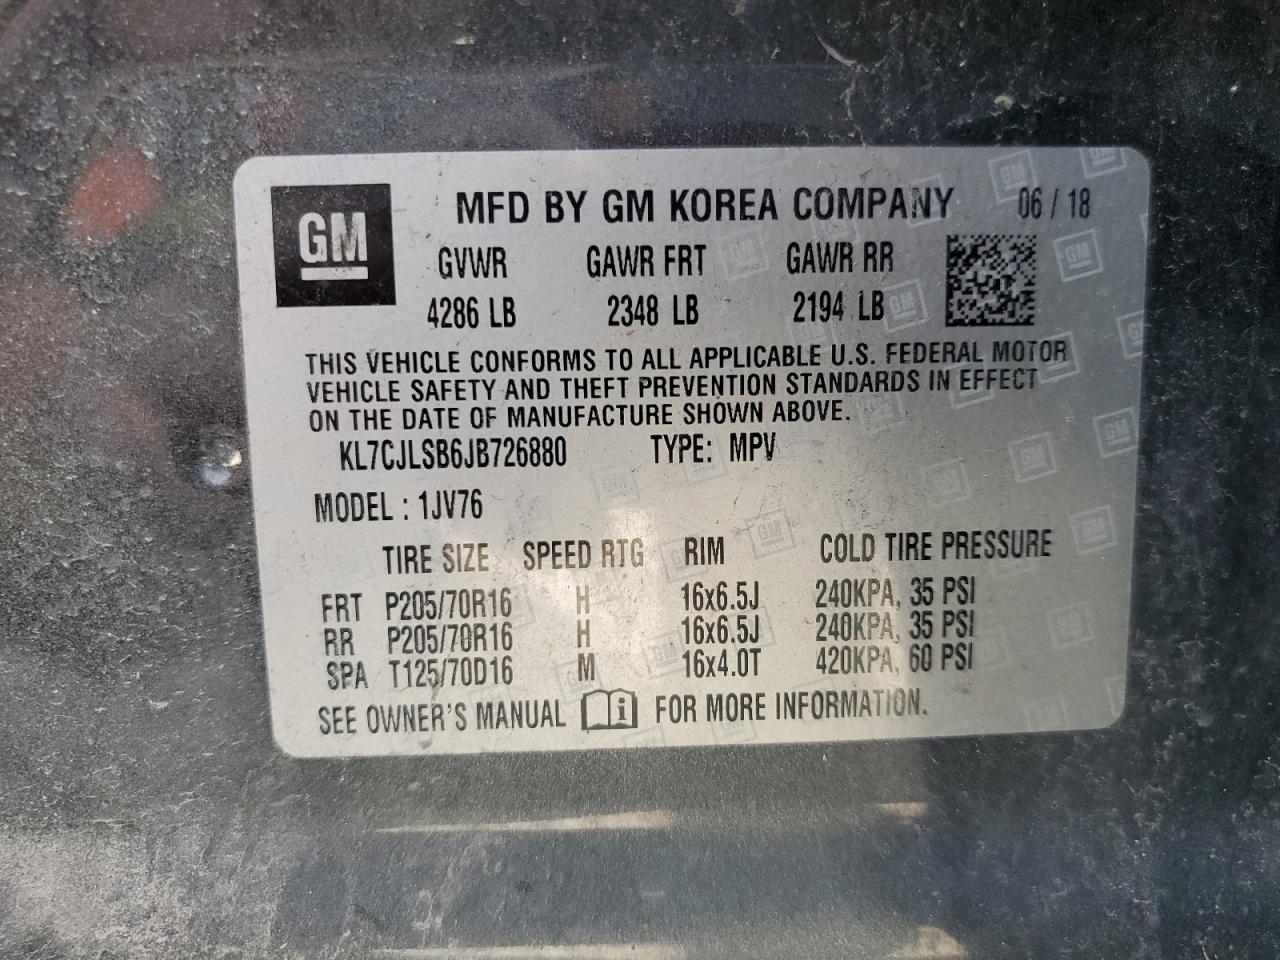 GM MFD BY GM KOREA COMPANY 06 / 18
GVWR GAWR FRT GAWR RR
4286 LB 2348 LB 2194 LB
THIS VEHICLE CONFORMS TO ALL APPLICABLE U.S. FEDERAL MOTOR
VEHICLE SAFETY AND THEFT PREVENTION STANDARDS IN EFFECT
ON THE DATE OF MANUFACTURE SHOWN ABOVE.
KL7CJLSB6JB726880 TYPE: MPV
MODEL : 1JV76
TIRE SIZE SPEED RTG RIM COLD TIRE PRESSURE
FRT P205/70R16 H 16x6.5J 240KPA, 35 PSI
RR P205/70R16 H 16x6.5J 240KPA, 35 PSI
SPA T125/70D16 M 16x4.0T 420KPA, 60 PSI
SEE OWNER'S MANUAL i FOR MORE INFORMATION.